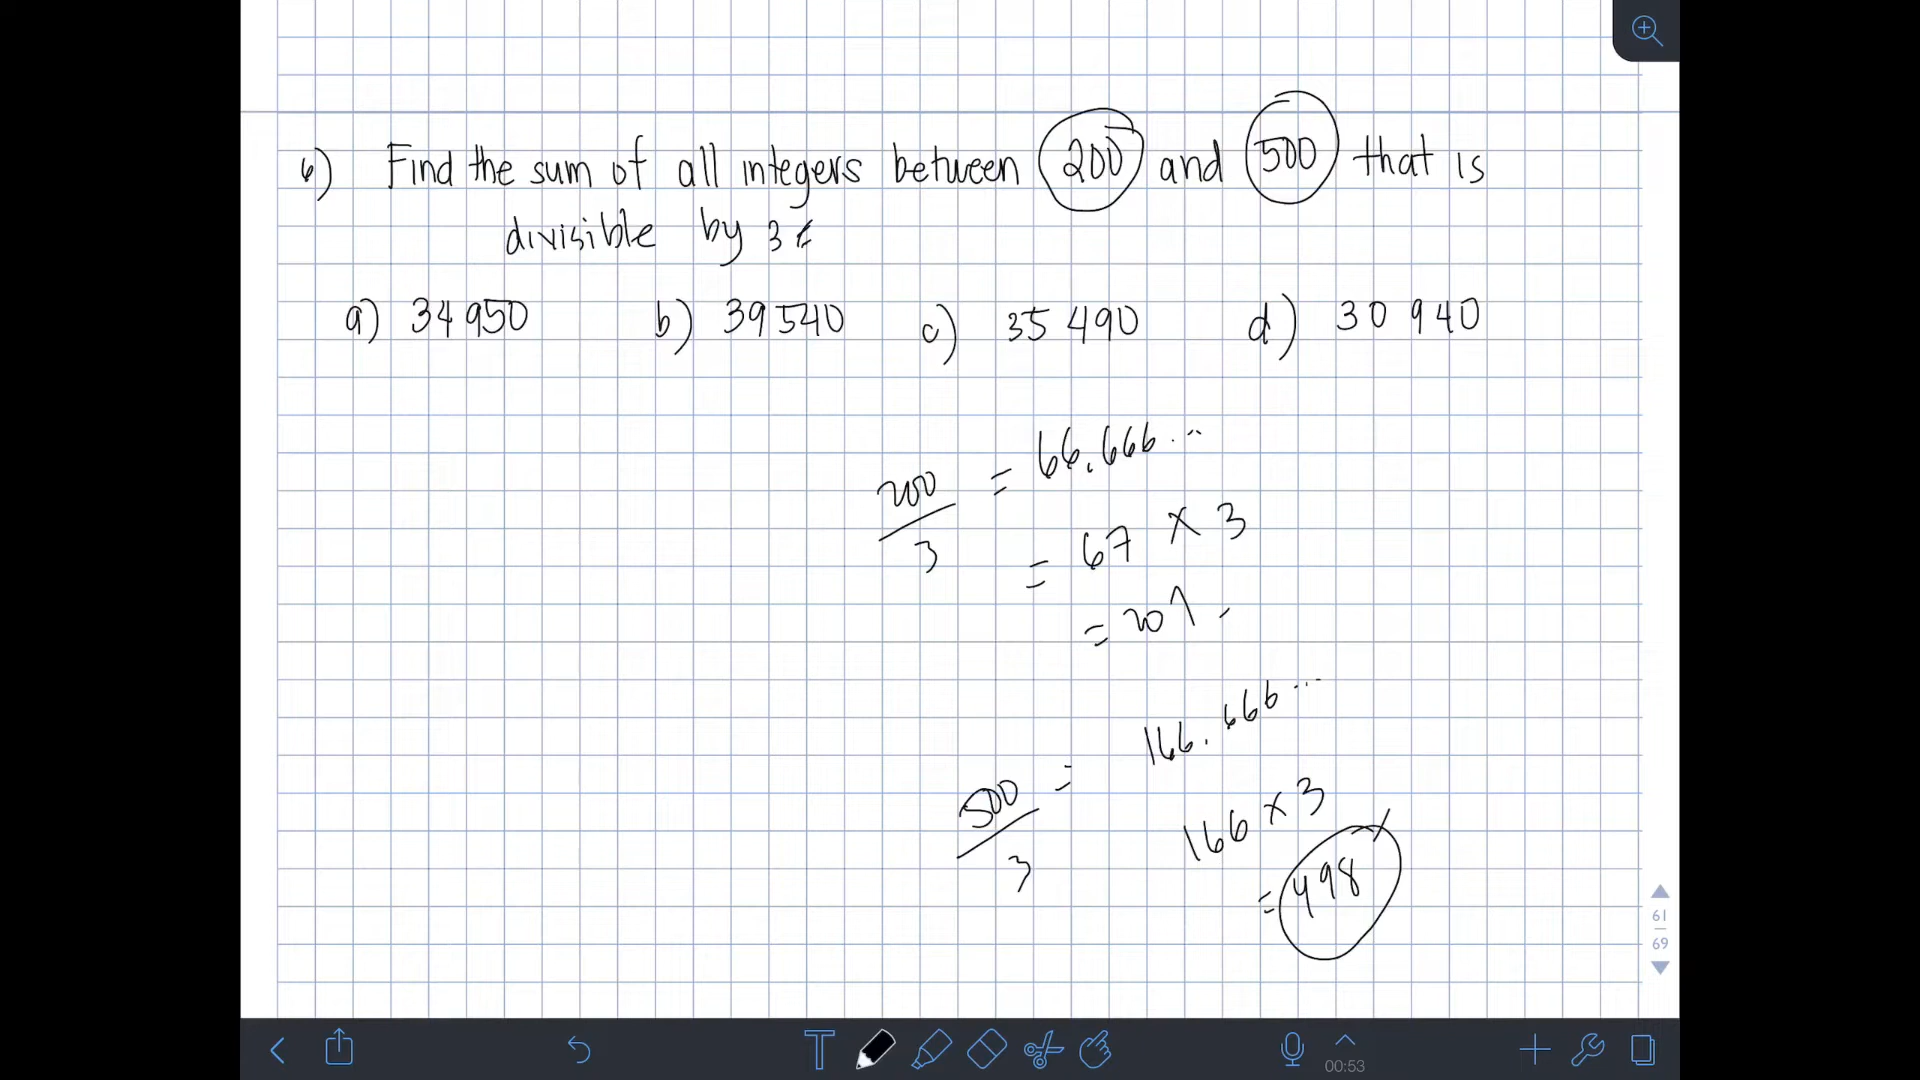 6) Find the sum of all integers between 200 and 500 that is
divisible by 3
a) 34 950 b) 39 540 c) 35 490 d) 30 940
200/3 = 66.666...
= 67 x 3
= 201
500/3 = 166.666...
166 x 3
= 498
61
69
T
00:53